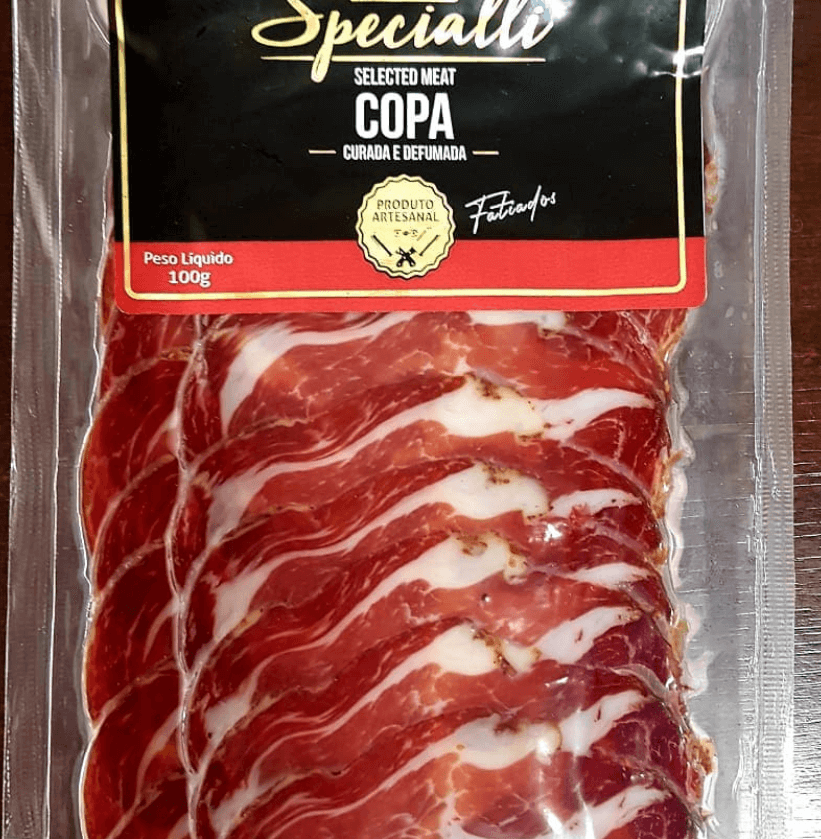 Specialli
SELECTED MEAT
COPA
CURADA E DEFUMADA
PRODUTO
ARTESANAL
Fatiados
Peso Líquido
100g